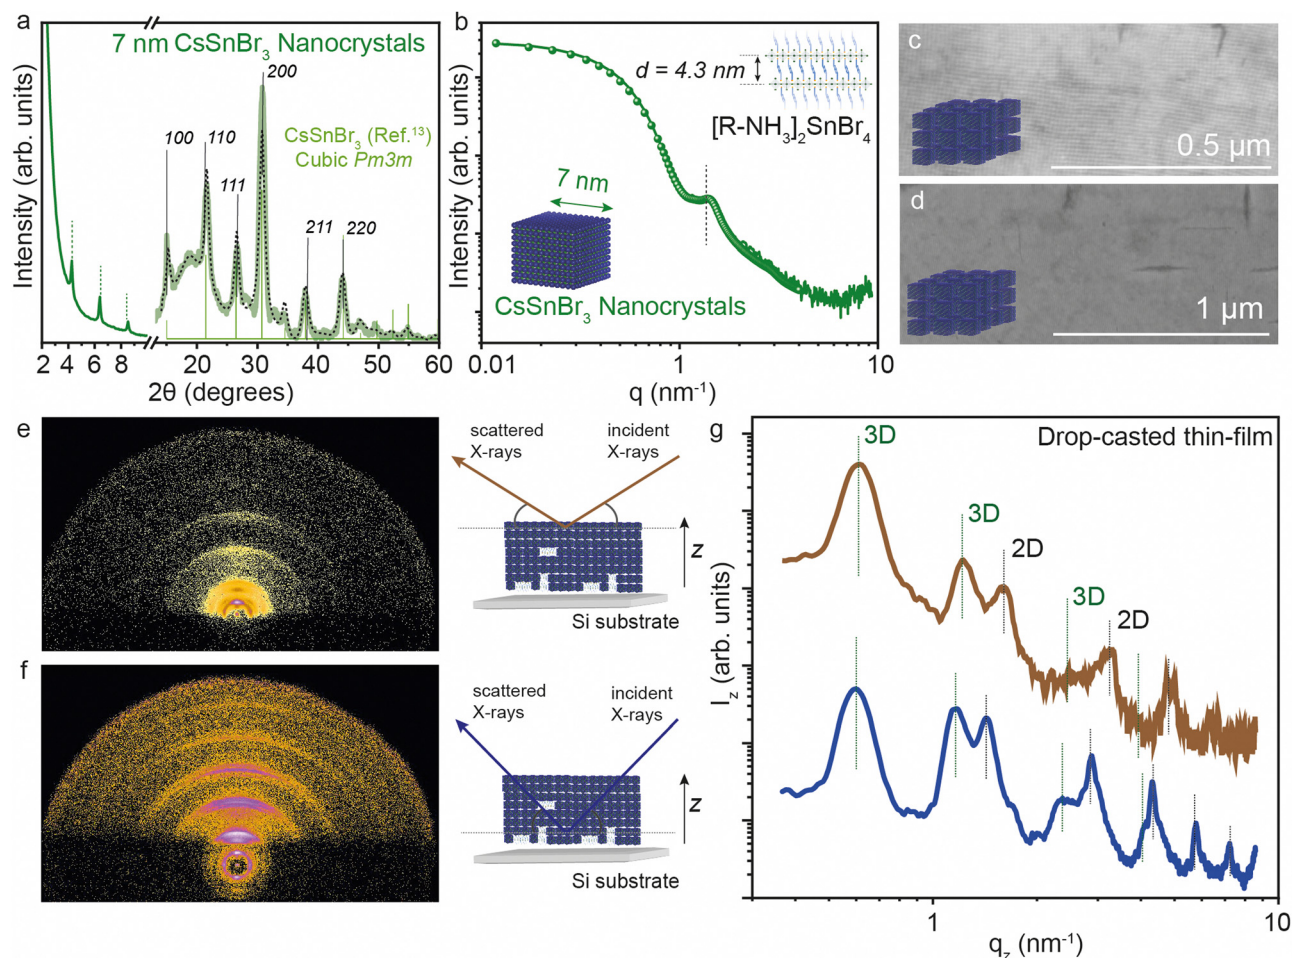 a
7 nm CsSnBr₃ Nanocrystals
200
100
110
111
211
220
CsSnBr₃ (Ref.¹³)
Cubic Pm3m
Intensity (arb. units)
2 4 6 8
20 30 40 50 60
2θ (degrees)
b
d = 4.3 nm
[R-NH₃]₂SnBr₄
7 nm
CsSnBr₃ Nanocrystals
Intensity (arb. units)
0.01 1 10
q (nm⁻¹)
c
0.5 µm
d
1 µm
e
scattered
X-rays
incident
X-rays
z
Si substrate
f
scattered
X-rays
incident
X-rays
z
Si substrate
g
Drop-casted thin-film
3D
3D
2D
3D
2D
I_z (arb. units)
1 10
q_z (nm⁻¹)